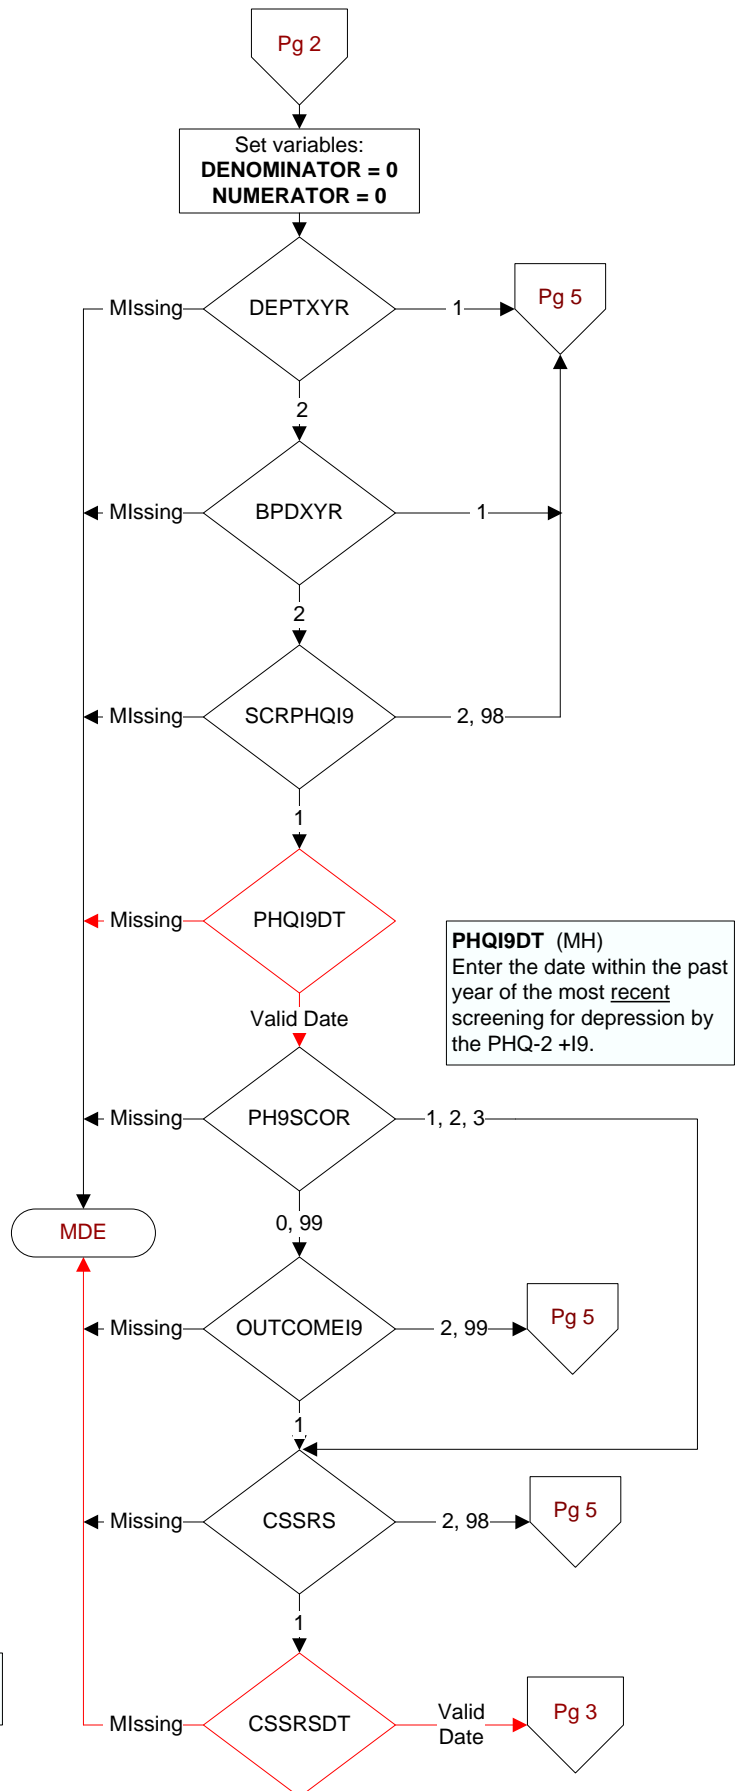 Pg 2
Set variables:
DENOMINATOR = 0
NUMERATOR = 0
MIssing
DEPTXYR
1
Pg 5
2
MIssing
BPDXYR
1
2
MIssing
SCRPHQI9
2, 98
1
Missing
PHQI9DT
PHQI9DT (MH)
Enter the date within the past
year of the most recent
screening for depression by
the PHQ-2 +I9.
Valid Date
Missing
PH9SCOR
1, 2, 3
MDE
0, 99
Missing
OUTCOMEI9
2, 99
Pg 5
1
Missing
CSSRS
2, 98
Pg 5
1
MIssing
CSSRSDT
Valid
Date
Pg 3